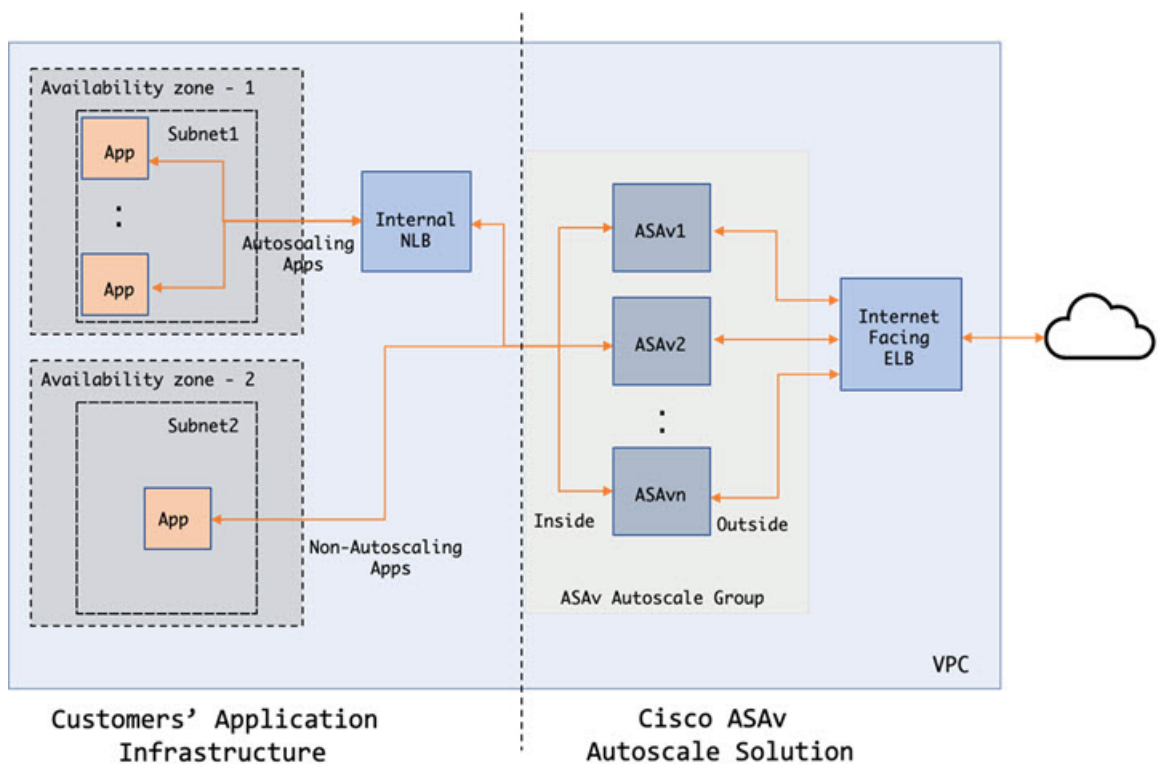 Availability zone - 1
Subnet1
App
:
App
Autoscaling
Apps
Internal
NLB
Availability zone - 2
Subnet2
App
Non-Autoscaling
Apps
ASAv1
ASAv2
:
ASAvn
Inside
Outside
ASAv Autoscale Group
Internet
Facing
ELB
VPC
Customers’ Application
Infrastructure
Cisco ASAv
Autoscale Solution